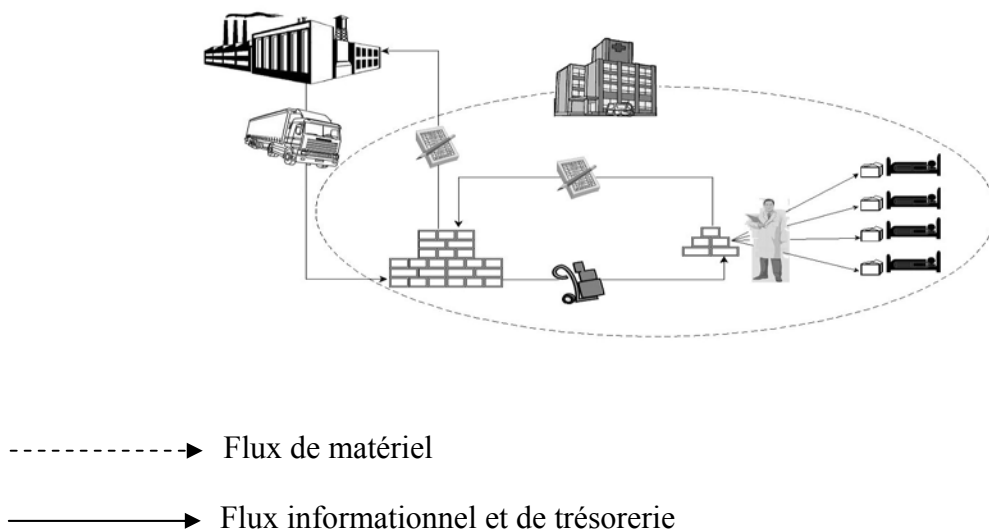 Flux de matériel
Flux informationnel et de trésorerie